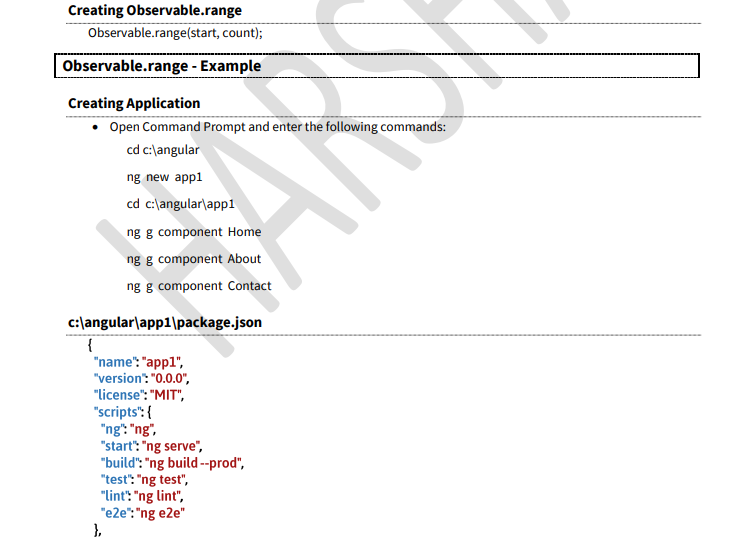 Creating Observable.range
Observable.range(start, count);
Observable.range - Example
Creating Application
• Open Command Prompt and enter the following commands:
cd c:\angular
ng new app1
cd c:\angular\app1
ng g component Home
ng g component About
ng g component Contact
c:\angular\app1\package.json
{
"name": "app1",
"version": "0.0.0",
"license": "MIT",
"scripts": {
"ng": "ng",
"start": "ng serve",
"build": "ng build --prod",
"test": "ng test",
"lint": "ng lint",
"e2e": "ng e2e"
},